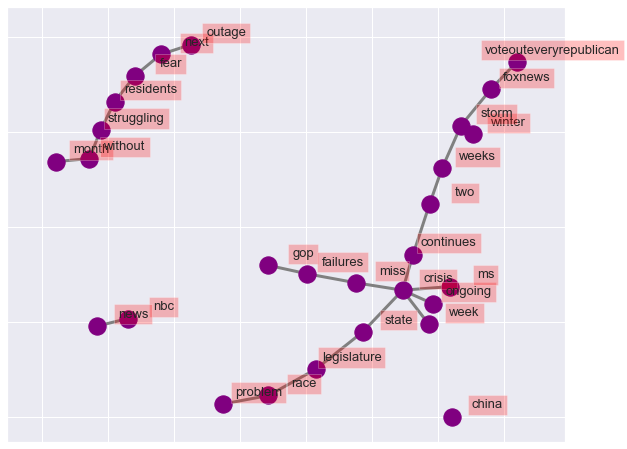 outage
next
fear
residents
struggling
without
month
voteouteveryrepublican
foxnews
storm
winter
weeks
two
continues
gop
failures
miss
crisis
ms
ongoing
week
state
nbc
news
legislature
race
problem
china